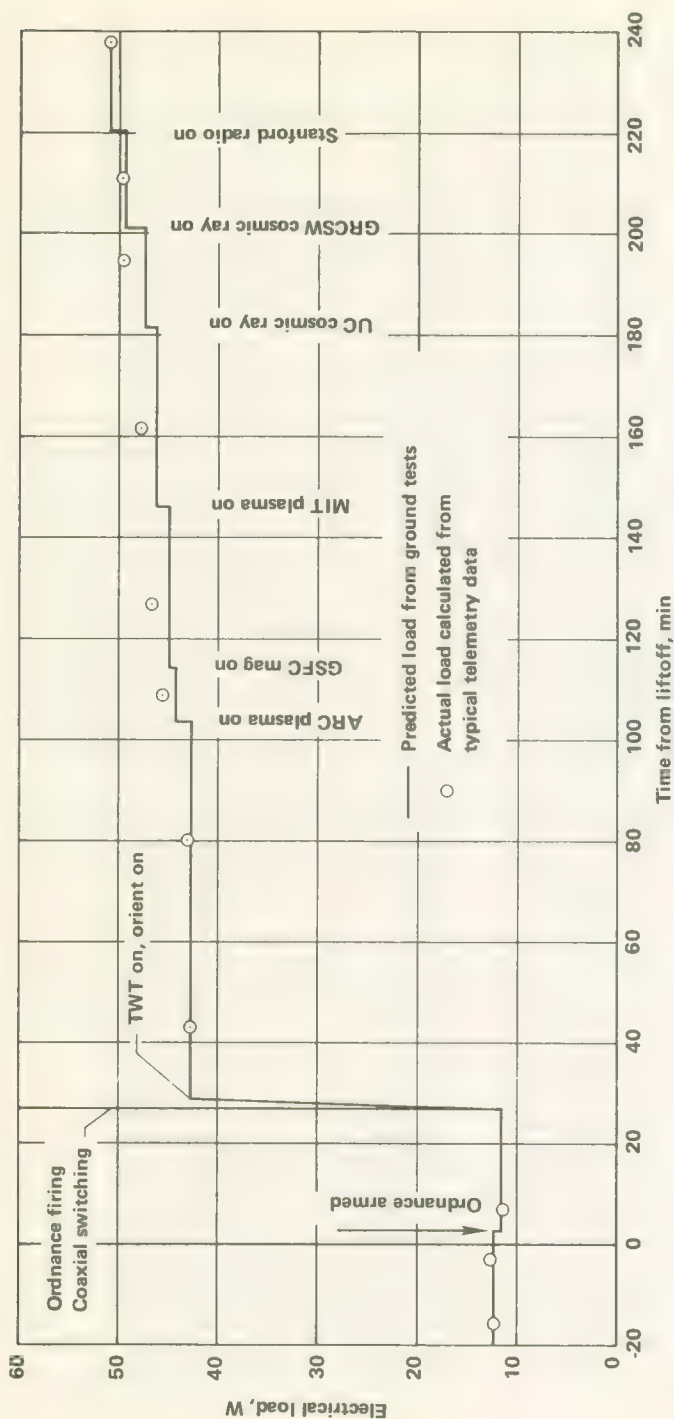 Ordnance firing
Coaxial switching
TWT on, orient on
Ordnance armed
ARC plasma on
GSFC mag on
MIT plasma on
UC cosmic ray on
GRCSW cosmic ray on
Stanford radio on
Predicted load from ground tests
Actual load calculated from
typical telemetry data
Electrical load, W
60
50
40
30
20
10
0
-20
0
20
40
60
80
100
120
140
160
180
200
220
240
Time from liftoff, min